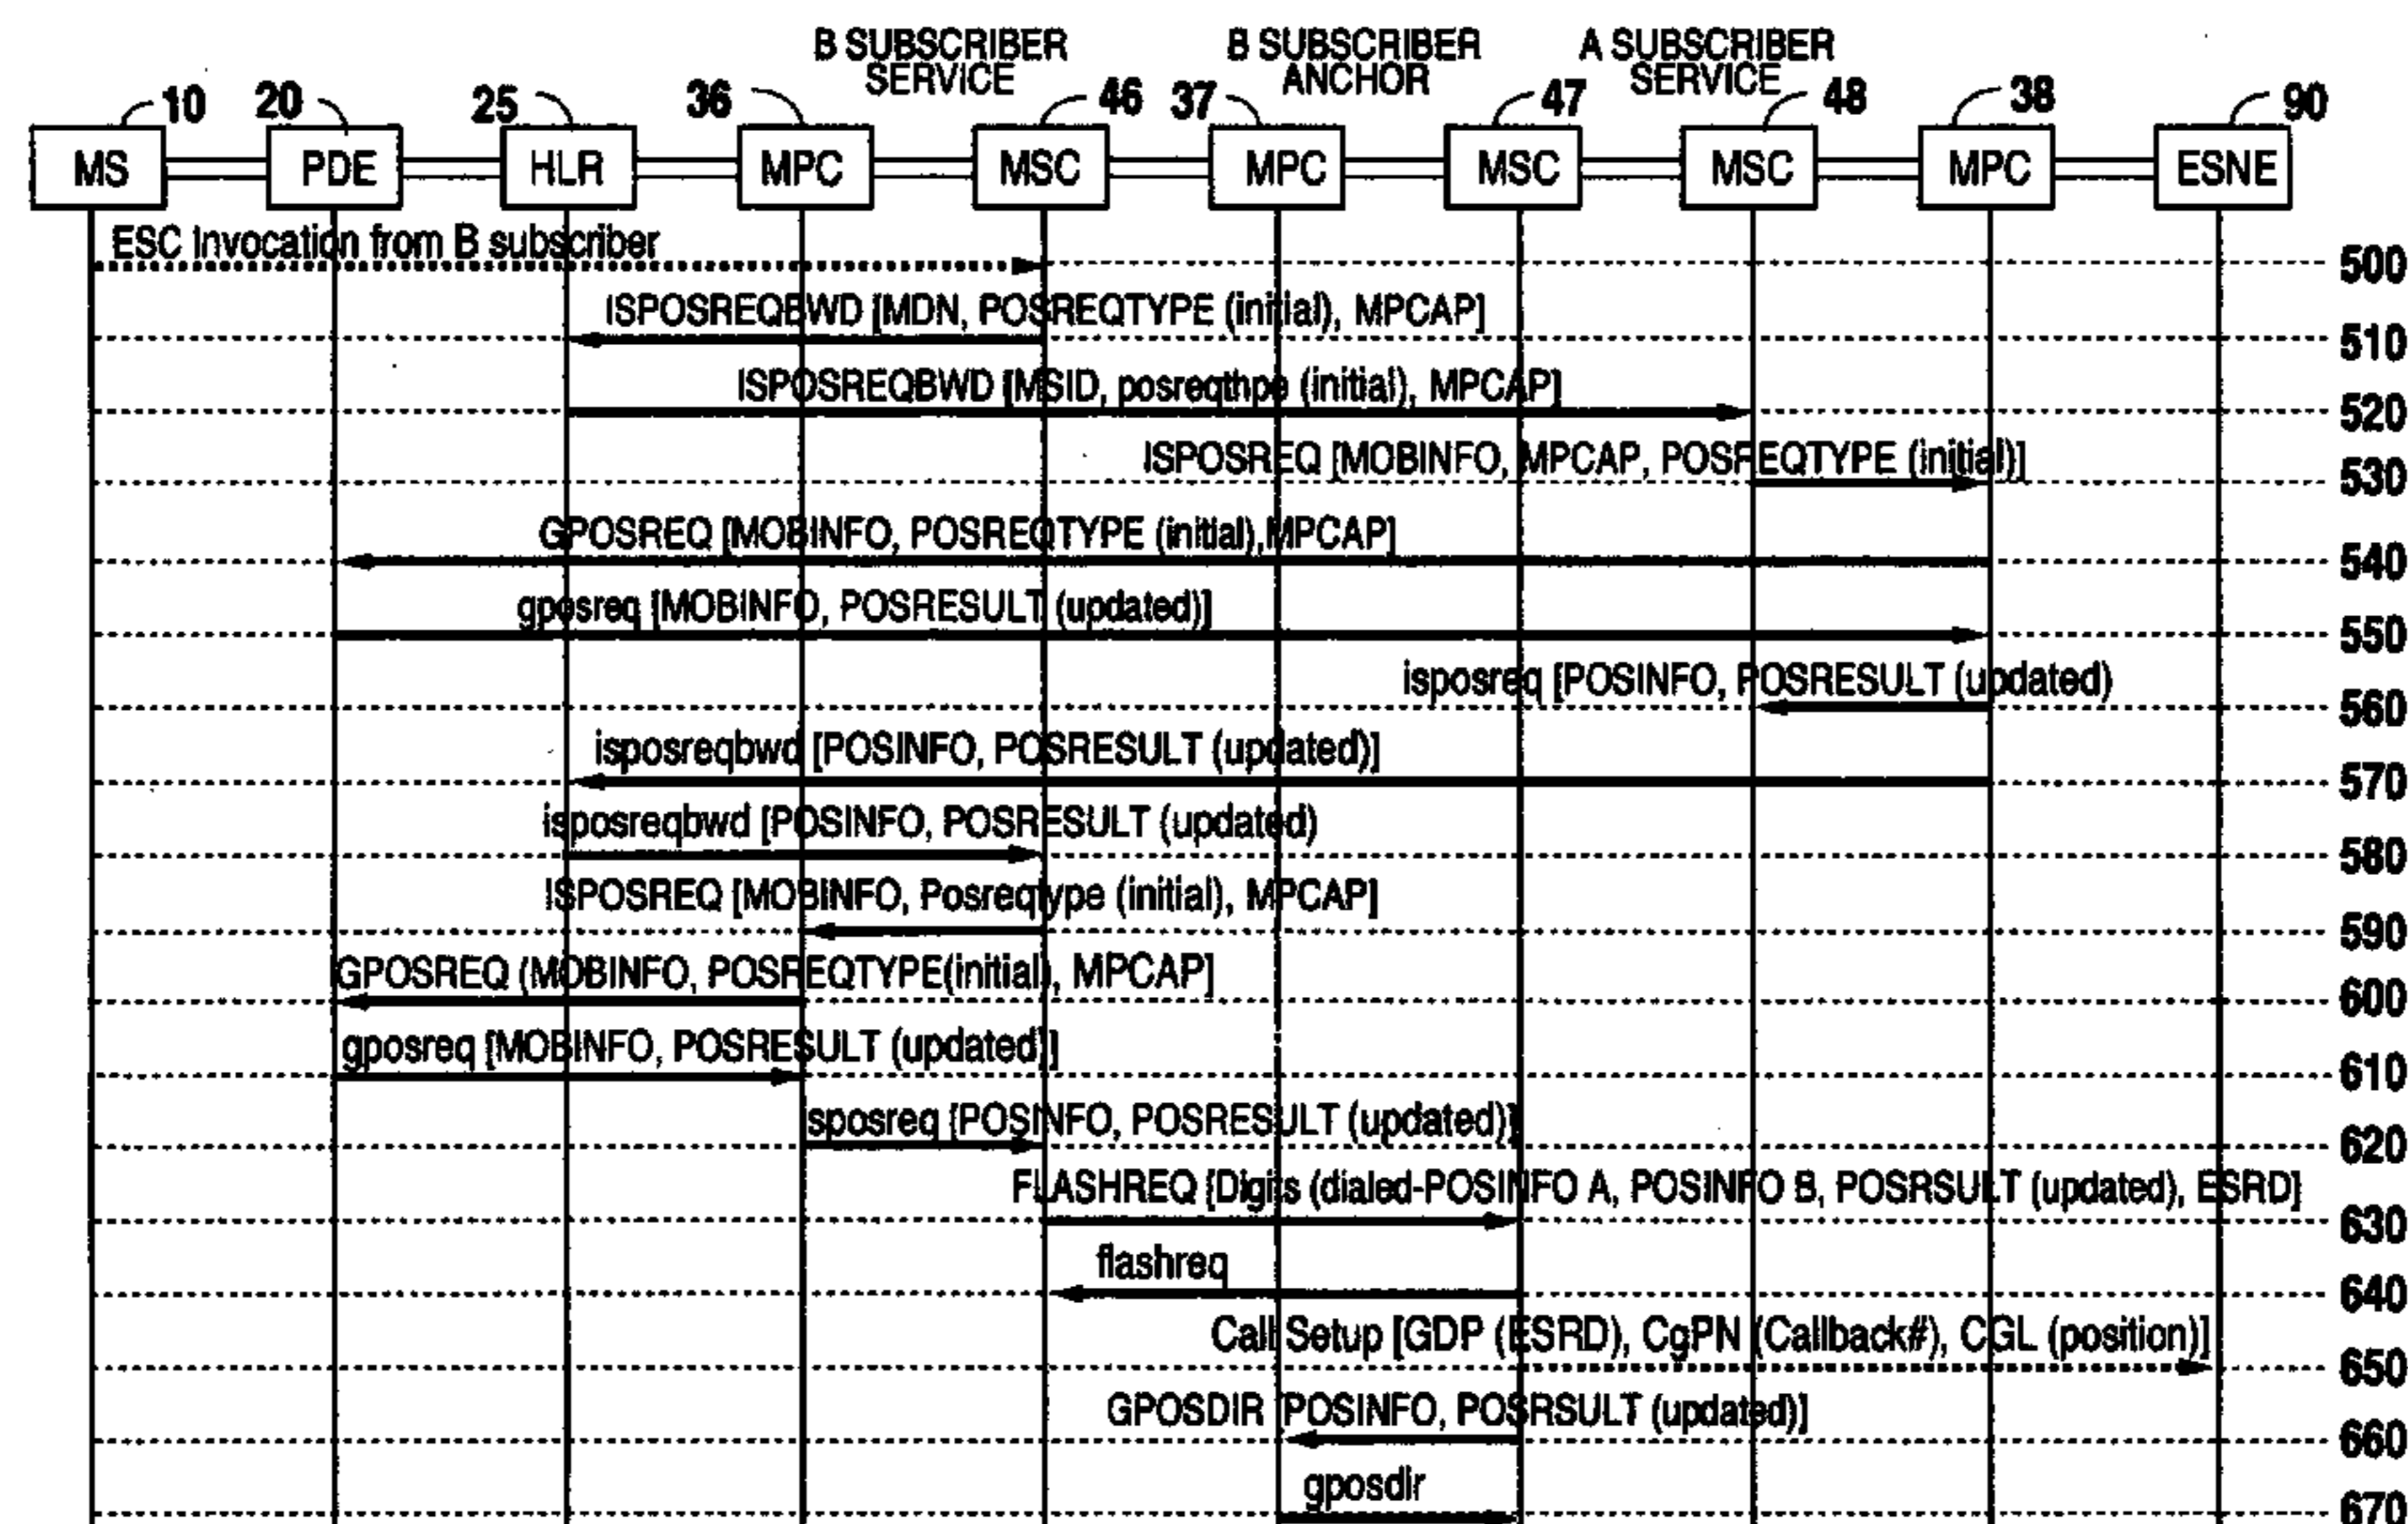 B SUBSCRIBER SERVICE
B SUBSCRIBER ANCHOR
A SUBSCRIBER SERVICE
10 20 25 36 46 37 47 48 38 90
MS PDE HLR MPC MSC MPC MSC MSC MPC ESNE
ESC Invocation from B subscriber
500
ISPOSREQBWD [MDN, POSREQTYPE (initial), MPCAP]
510
ISPOSREQBWD [MSID, posreqthpe (initial), MPCAP]
520
ISPOSREQ [MOBINFO, MPCAP, POSREQTYPE (initial)]
530
GPOSREQ [MOBINFO, POSREQTYPE (initial),MPCAP]
540
gposreq [MOBINFO, POSRESULT (updated)]
550
isposreq [POSINFO, POSRESULT (updated)
560
isposreqbwd [POSINFO, POSRESULT (updated)]
570
isposreqbwd [POSINFO, POSRESULT (updated)
580
ISPOSREQ [MOBINFO, Posreqtype (initial), MPCAP]
590
GPOSREQ (MOBINFO, POSREQTYPE(initial), MPCAP]
600
gposreq [MOBINFO, POSRESULT (updated)]
610
sposreq [POSINFO, POSRESULT (updated)]
620
FLASHREQ [Digits (dialed-POSINFO A, POSINFO B, POSRSULT (updated), ESRD]
630
flashreq
640
Call Setup [GDP (ESRD), CgPN (Callback#), CGL (position)]
650
GPOSDIR [POSINFO, POSRSULT (updated)]
660
gposdir
670